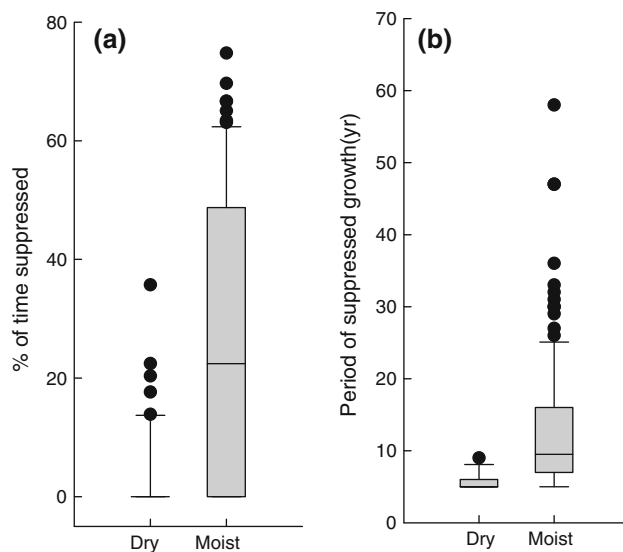 (a)
% of time suppressed
80
60
40
20
0
Dry Moist
(b)
Period of suppressed growth(yr)
70
60
50
40
30
20
10
0
Dry Moist